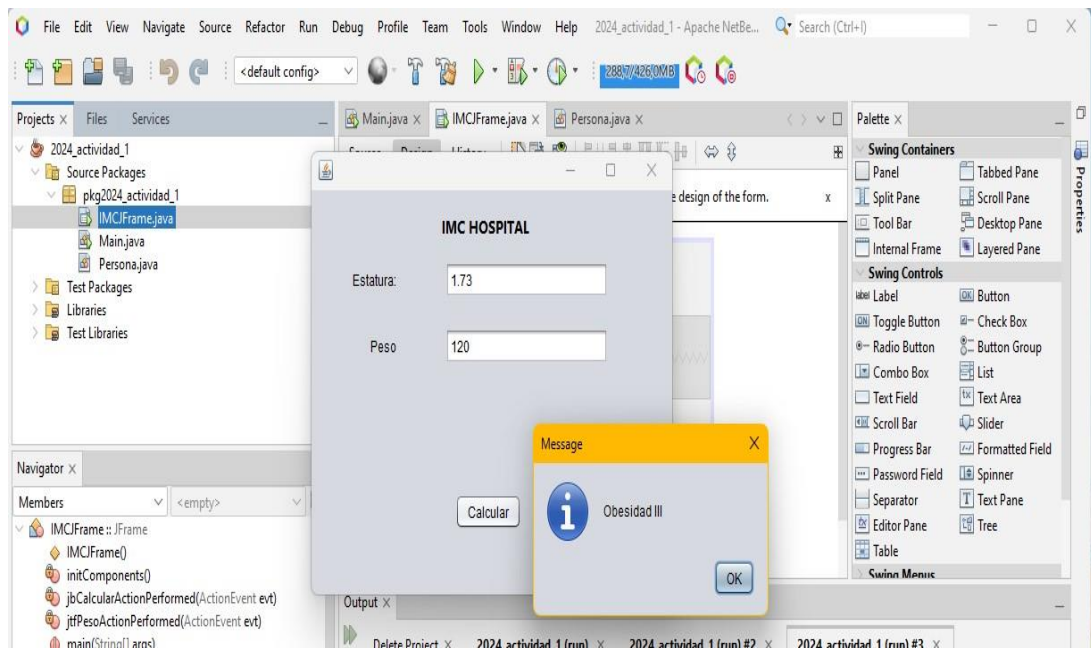 File Edit View Navigate Source Refactor Run Debug Profile Team Tools Window Help 2024_actividad_1 - Apache NetBe... Search (Ctrl+I)
<default config> 288,7/426,0MB
Projects Files Services
2024_actividad_1
Source Packages
pkg2024_actividad_1
IMCJFrame.java
Main.java
Persona.java
Test Packages
Libraries
Test Libraries
Navigator
Members <empty>
IMCJFrame :: JFrame
IMCJFrame()
initComponents()
jbCalcularActionPerformed(ActionEvent evt)
jtfPesoActionPerformed(ActionEvent evt)
main(String[] args)
Main.java IMCJFrame.java Persona.java
Source Design History
e design of the form. x
IMC HOSPITAL
Estatura: 1.73
Peso 120
Calcular
Message
Obesidad III
OK
Output
Delete Project 2024_actividad_1 (run) 2024_actividad_1 (run) #2 2024_actividad_1 (run) #3
Palette
Swing Containers
Panel Tabbed Pane
Split Pane Scroll Pane
Tool Bar Desktop Pane
Internal Frame Layered Pane
Swing Controls
label Label OK Button
ON Toggle Button Check Box
Radio Button Button Group
Combo Box List
Text Field Text Area
Scroll Bar Slider
Progress Bar Formatted Field
Password Field Spinner
Separator Text Pane
Editor Pane Tree
Table
Swing Menus
Properties